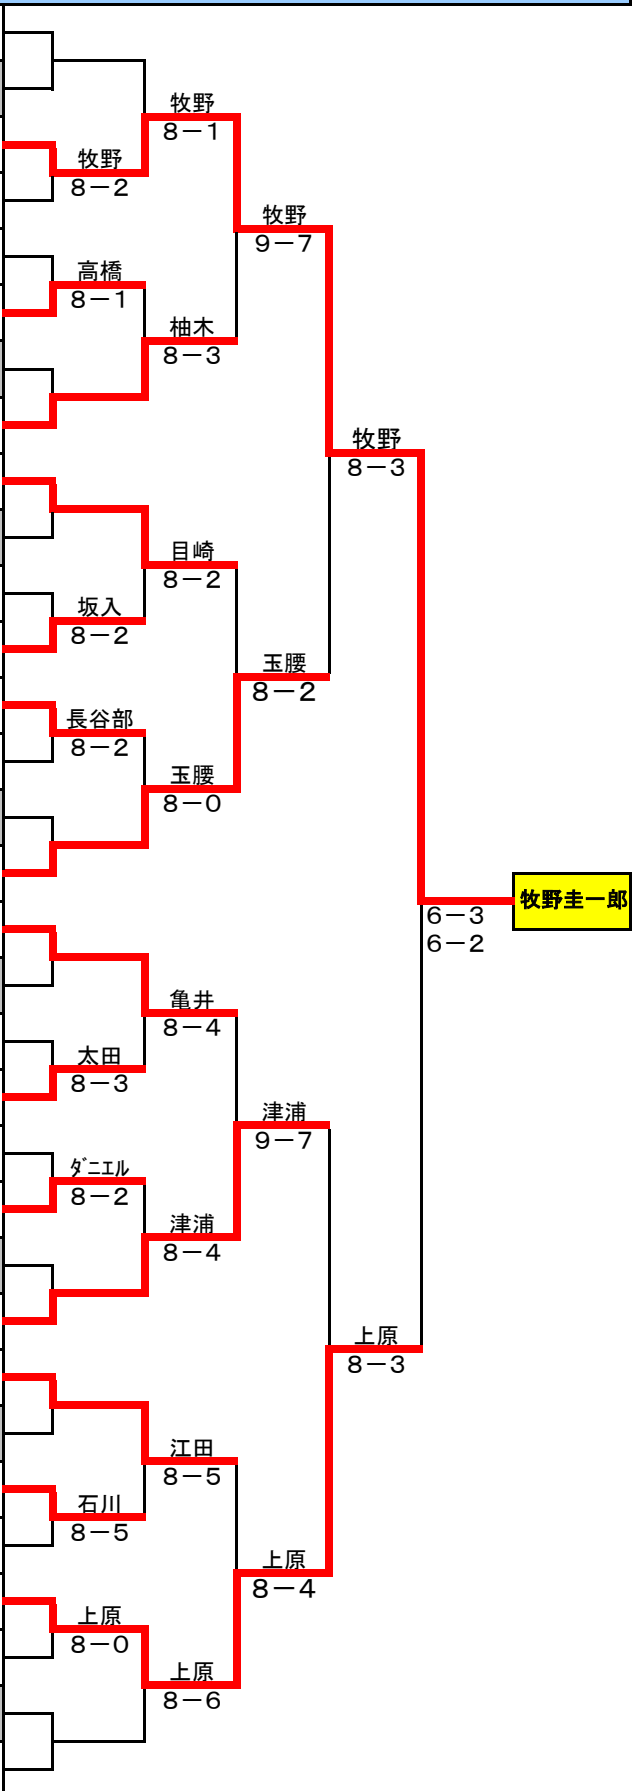 牧野
8－1
牧野
8－2
牧野
9－7
高橋
8－1
柚木
8－3
牧野
8－3
目崎
8－2
坂入
8－2
玉腰
8－2
長谷部
8－2
玉腰
8－0
牧野圭一郎
6－3
6－2
亀井
8－4
太田
8－3
津浦
9－7
ﾀﾞﾆエル
8－2
津浦
8－4
上原
8－3
江田
8－5
石川
8－5
上原
8－4
上原
8－0
上原
8－6